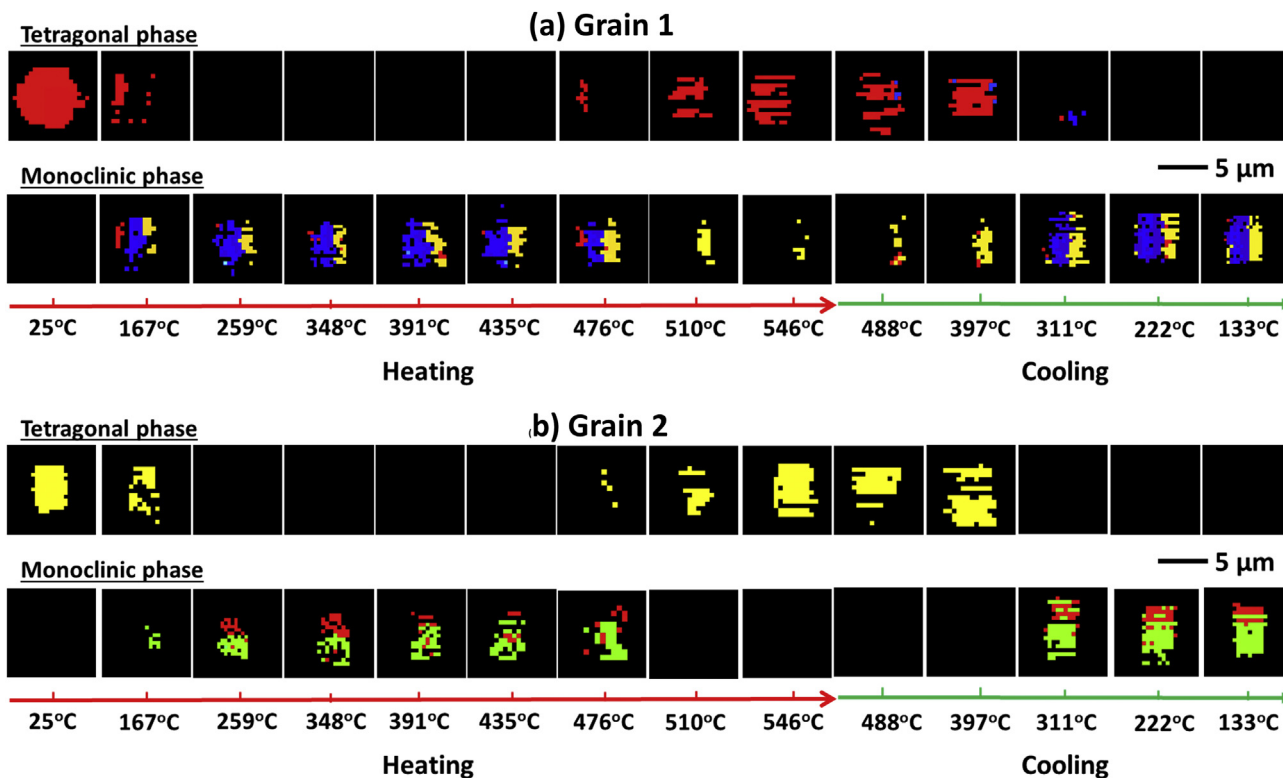 (a) Grain 1
Tetragonal phase
5 µm
Monoclinic phase
25°C 167°C 259°C 348°C 391°C 435°C 476°C 510°C 546°C 488°C 397°C 311°C 222°C 133°C
Heating Cooling
(b) Grain 2
Tetragonal phase
5 µm
Monoclinic phase
25°C 167°C 259°C 348°C 391°C 435°C 476°C 510°C 546°C 488°C 397°C 311°C 222°C 133°C
Heating Cooling